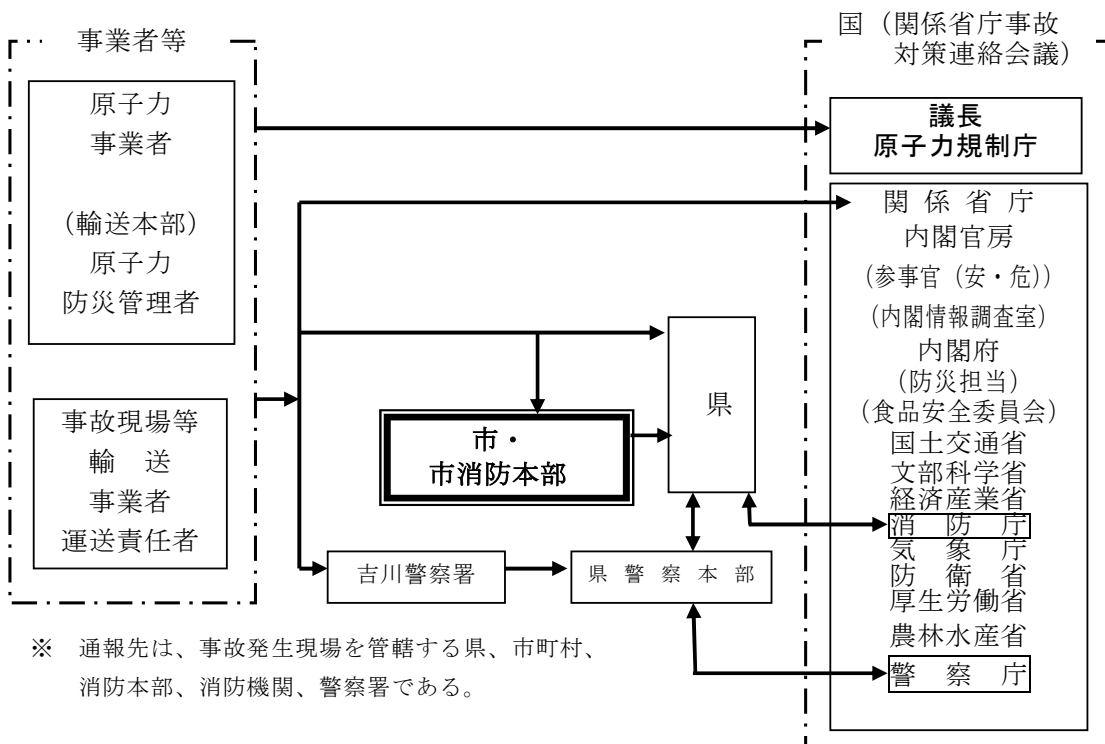 事業者等
原子力
事業者
（輸送本部）
原子力
防災管理者
事故現場等
輸　送
事業者
運送責任者
国（関係省庁事故
対策連絡会議）
議長
原子力規制庁
関 係 省 庁
内閣官房
（参事官（安・危））
（内閣情報調査室）
内閣府
（防災担当）
（食品安全委員会）
国土交通省
文部科学省
経済産業省
消　防　庁
気　象　庁
防　衛　省
厚生労働省
農林水産省
警　察　庁
県
市・
市消防本部
吉川警察署
県 警 察 本 部
※　通報先は、事故発生現場を管轄する県、市町村、
消防本部、消防機関、警察署である。